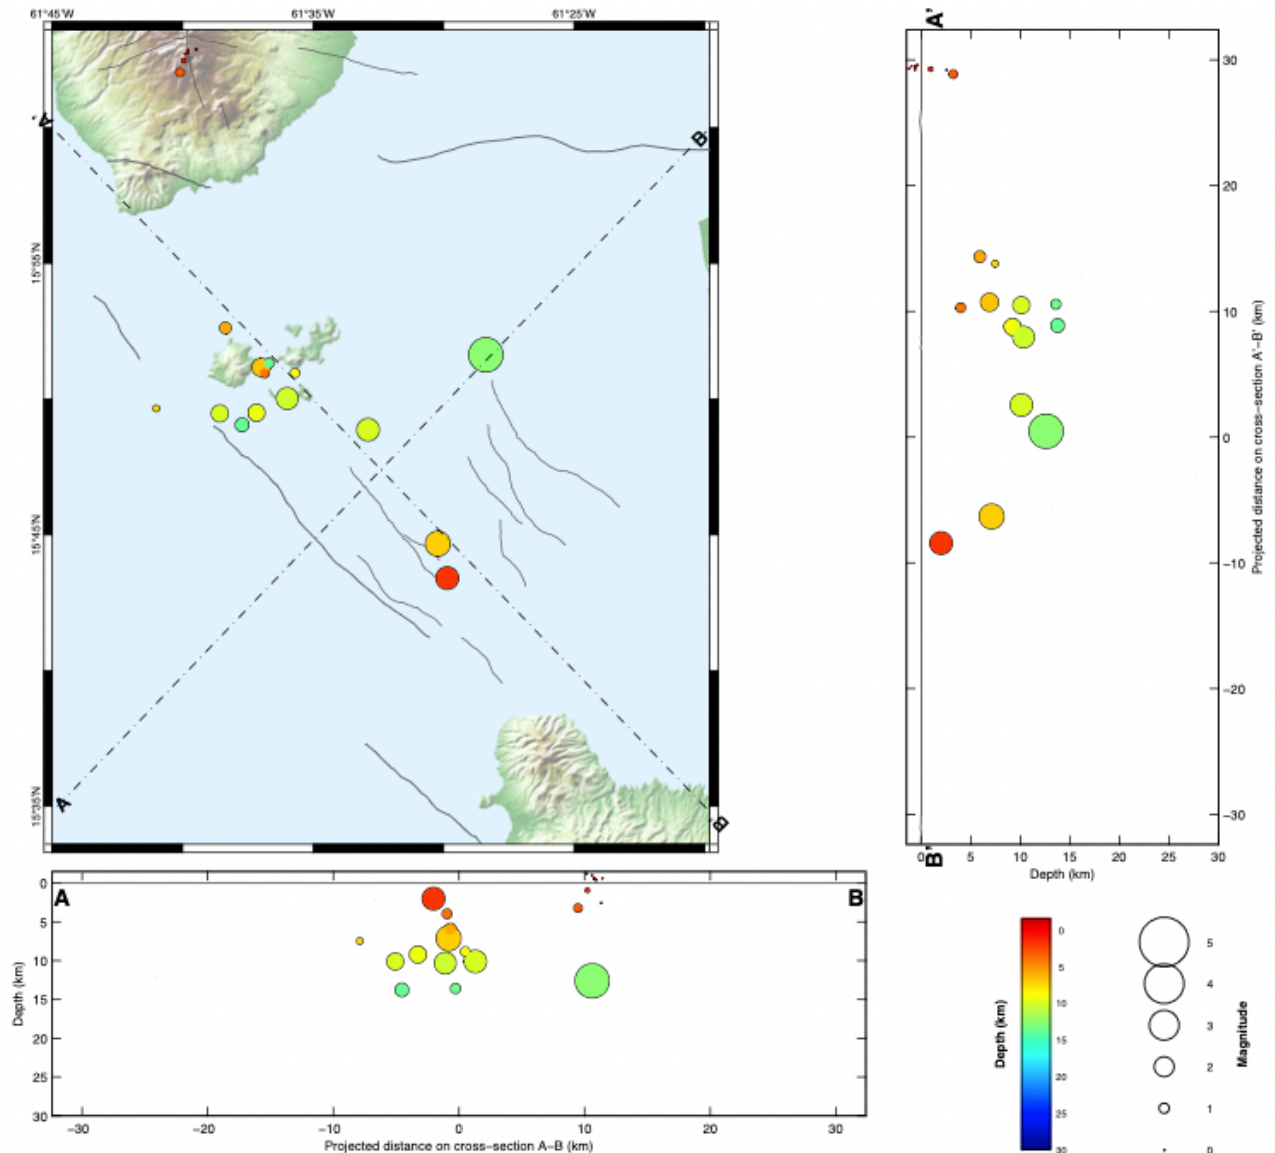 61°45'W
61°35'W
61°25'W
15°55'N
15°45'N
15°35'N
A'
B'
A
B
A'
30
20
10
0
−10
−20
−30
Projected distance on cross−section A'−B' (km)
B'
0
5
10
15
20
25
30
Depth (km)
A
B
0
5
10
15
20
25
30
Depth (km)
−30
−20
−10
0
10
20
30
Projected distance on cross−section A−B (km)
Depth (km)
0
5
10
15
20
25
30
5
4
3
2
1
0
Magnitude